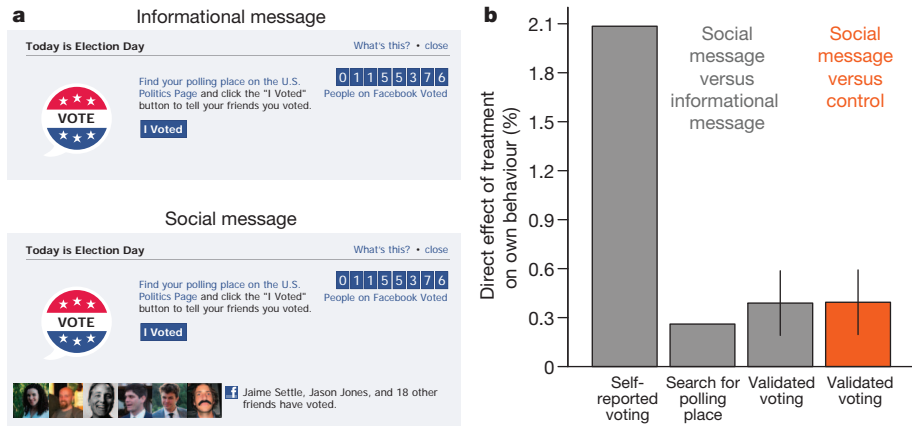 a
Informational message
Today is Election Day
What's this? • close
Find your polling place on the U.S.
Politics Page and click the "I Voted"
button to tell your friends you voted.
VOTE
I Voted
0 1 1 5 5 3 7 6
People on Facebook Voted
Social message
Today is Election Day
What's this? • close
Find your polling place on the U.S.
Politics Page and click the "I Voted"
button to tell your friends you voted.
VOTE
I Voted
0 1 1 5 5 3 7 6
People on Facebook Voted
f
Jaime Settle, Jason Jones, and 18 other
friends have voted.
b
Direct effect of treatment
on own behaviour (%)
2.1
1.8
1.5
1.2
0.9
0.6
0.3
0
Social
message
versus
informational
message
Social
message
versus
control
Self-
reported
voting
Search for
polling
place
Validated
voting
Validated
voting